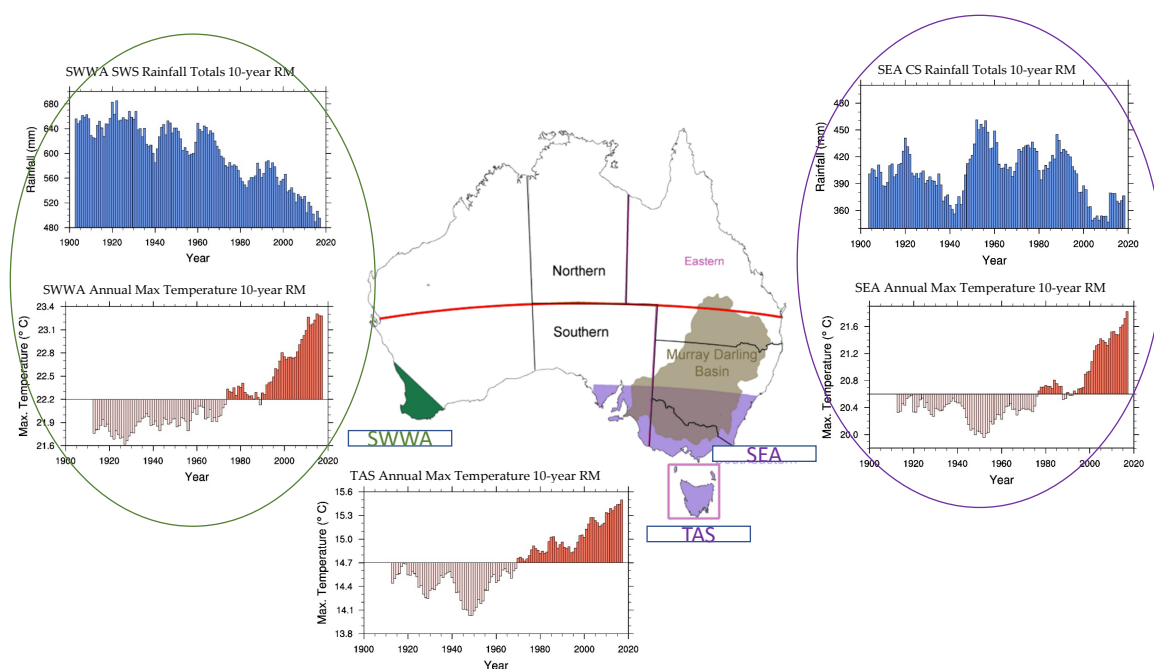 SWWA SWS Rainfall Totals 10-year RM
Rainfall (mm)
680
640
600
560
520
480
1900 1920 1940 1960 1980 2000 2020
Year
SWWA Annual Max Temperature 10-year RM
Max. Temperature (° C)
23.4
23.1
22.8
22.5
22.2
21.9
21.6
1900 1920 1940 1960 1980 2000 2020
Year
SWWA
Northern
Southern
Eastern
Murray Darling
Basin
SEA
TAS
TAS Annual Max Temperature 10-year RM
Max. Temperature (° C)
15.6
15.3
15.0
14.7
14.4
14.1
13.8
1900 1920 1940 1960 1980 2000 2020
Year
SEA CS Rainfall Totals 10-year RM
Rainfall (mm)
480
450
420
390
360
1900 1920 1940 1960 1980 2000 2020
Year
SEA Annual Max Temperature 10-year RM
Max. Temperature (° C)
21.6
21.2
20.8
20.4
20.0
1900 1920 1940 1960 1980 2000 2020
Year